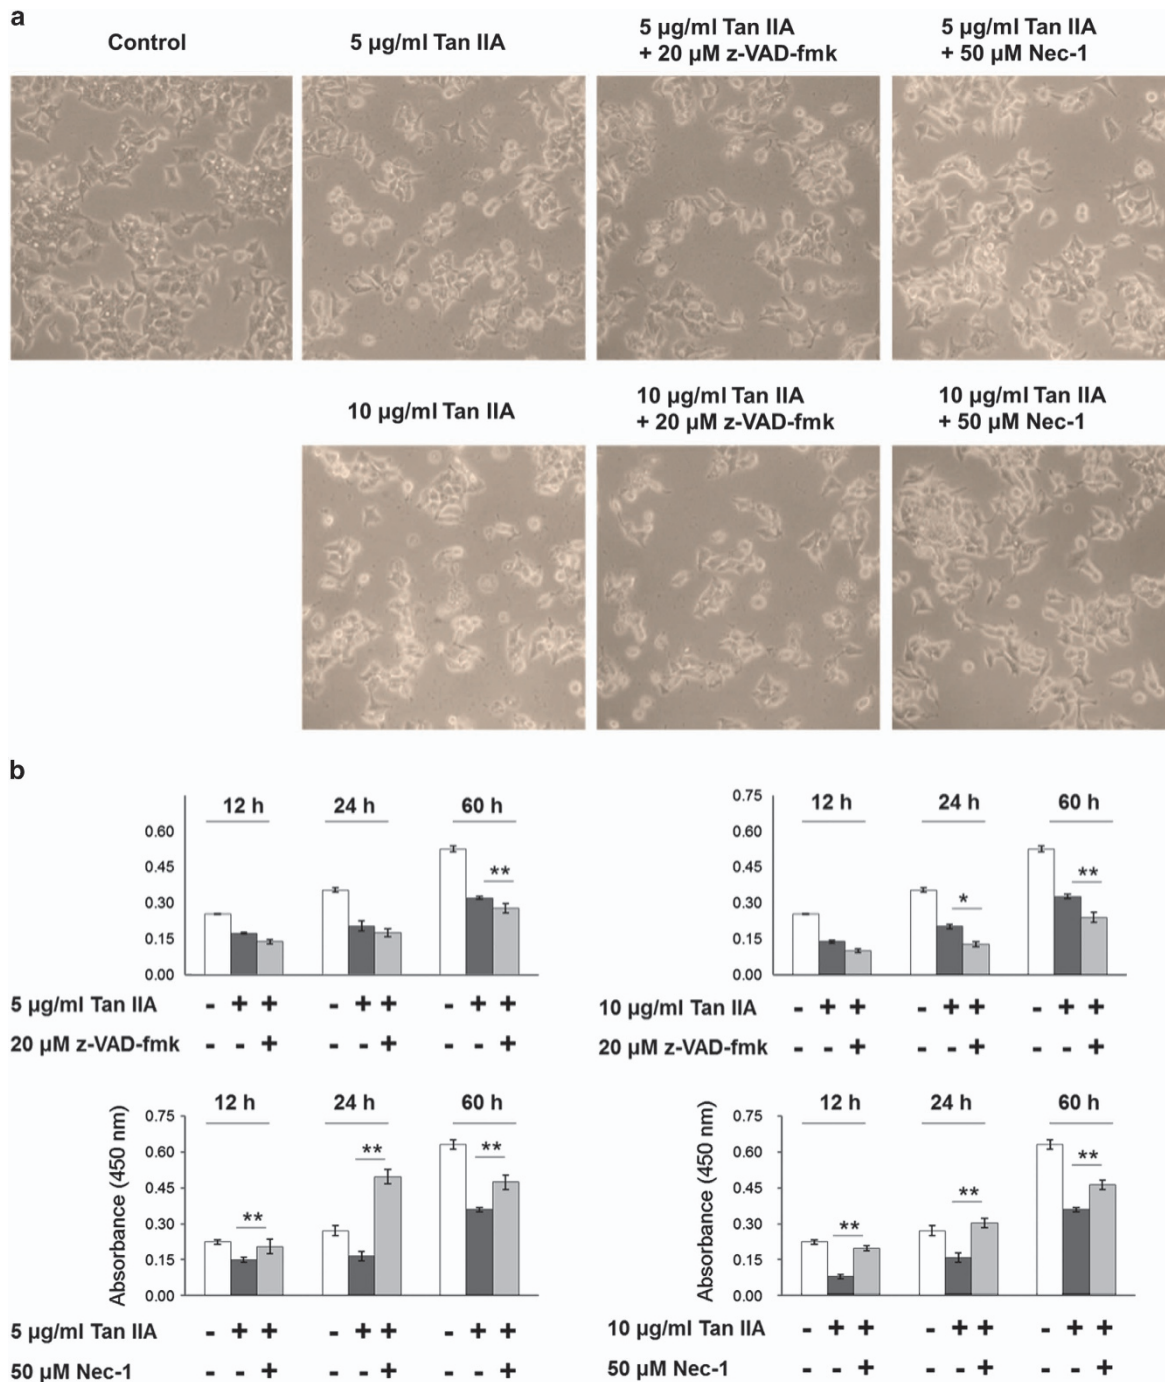 a
Control
5 µg/ml Tan IIA
5 µg/ml Tan IIA
+ 20 µM z-VAD-fmk
5 µg/ml Tan IIA
+ 50 µM Nec-1
10 µg/ml Tan IIA
10 µg/ml Tan IIA
+ 20 µM z-VAD-fmk
10 µg/ml Tan IIA
+ 50 µM Nec-1
b
12 h 24 h 60 h
0.60
0.45
0.30
0.15
0.00
**
5 µg/ml Tan IIA - + + - + + - + +
20 µM z-VAD-fmk - - + - - + - - +
12 h 24 h 60 h
0.75
0.60
0.45
0.30
0.15
0.00
* **
10 µg/ml Tan IIA - + + - + + - + +
20 µM z-VAD-fmk - - + - - + - - +
12 h 24 h 60 h
Absorbance (450 nm)
0.75
0.60
0.45
0.30
0.15
0.00
** ** **
5 µg/ml Tan IIA - + + - + + - + +
50 µM Nec-1 - - + - - + - - +
12 h 24 h 60 h
Absorbance (450 nm)
0.75
0.60
0.45
0.30
0.15
0.00
** ** **
10 µg/ml Tan IIA - + + - + + - + +
50 µM Nec-1 - - + - - + - - +